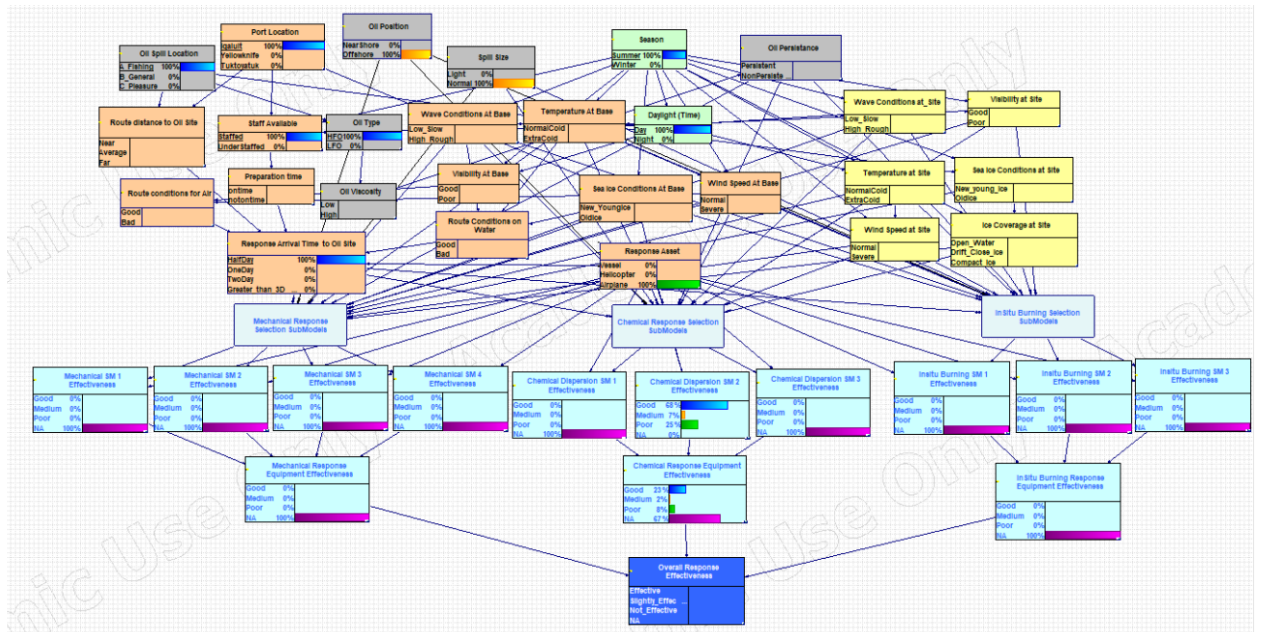 Oil Spill Location
A_Fishing 100%
B_General 0%
C_Pleasure 0%
Port Location
Iqaluit 100%
Yellowknife 0%
Tuktoyatuk 0%
Oil Position
NearShore 0%
Offshore 100%
Spill Size
Light 0%
Normal 100%
Season
Summer 100%
Winter 0%
Oil Persistance
Persistent
NonPersiste ...
Route distance to Oil Site
Near
Average
Far
Staff Available
Staffed 100%
UnderStaffed 0%
Oil Type
HFO 100%
LFO 0%
Wave Conditions At Base
Low_Slow
High_Rough
Temperature At Base
NormalCold
ExtraCold
Daylight (Time)
Day 100%
Night 0%
Wave Conditions at_Site
Low_Slow
High_Rough
Visibility at Site
Good
Poor
Route conditions for Air
Good
Bad
Preparation time
ontime
notontime
Oil Viscosity
Low
High
Visibility At Base
Good
Poor
Sea Ice Conditions At Base
New_YoungIce
OldIce
Wind Speed At Base
Normal
Severe
Temperature at Site
NormalCold
ExtraCold
Sea Ice Conditions at Site
New_young_Ice
OldIce
Route Conditions on
Water
Good
Bad
Wind Speed at Site
Normal
Severe
Ice Coverage at Site
Open_Water
Drift_Close_Ice
Compact_Ice
Response Arrival Time to Oil Site
HalfDay 100%
OneDay 0%
TwoDay 0%
Greater_than_3D ... 0%
Response Asset
Vessel 0%
Helicopter 0%
Airplane 100%
Mechanical Response
Selection SubModels
Chemical Response Selection
SubModels
InSitu Burning Selection
SubModels
Mechanical SM 1
Effectiveness
Good 0%
Medium 0%
Poor 0%
NA 100%
Mechanical SM 2
Effectiveness
Good 0%
Medium 0%
Poor 0%
NA 100%
Mechanical SM 3
Effectiveness
Good 0%
Medium 0%
Poor 0%
NA 100%
Mechanical SM 4
Effectiveness
Good 0%
Medium 0%
Poor 0%
NA 100%
Chemical Dispersion SM 1
Effectiveness
Good 0%
Medium 0%
Poor 0%
NA 100%
Chemical Dispersion SM 2
Effectiveness
Good 68%
Medium 7%
Poor 25%
NA 0%
Chemical Dispersion SM 3
Effectiveness
Good 0%
Medium 0%
Poor 0%
NA 100%
Insitu Burning SM 1
Effectiveness
Good 0%
Medium 0%
Poor 0%
NA 100%
Insitu Burning SM 2
Effectiveness
Good 0%
Medium 0%
Poor 0%
NA 100%
Insitu Burning SM 3
Effectiveness
Good 0%
Medium 0%
Poor 0%
NA 100%
Mechanical Response
Equipment Effectiveness
Good 0%
Medium 0%
Poor 0%
NA 100%
Chemical Response Equipment
Effectiveness
Good 23%
Medium 2%
Poor 8%
NA 67%
InSitu Burning Response
Equipment Effectiveness
Good 0%
Medium 0%
Poor 0%
NA 100%
Overall Response
Effectiveness
Effective
Slightly_Effec ...
Not_Effective
NA